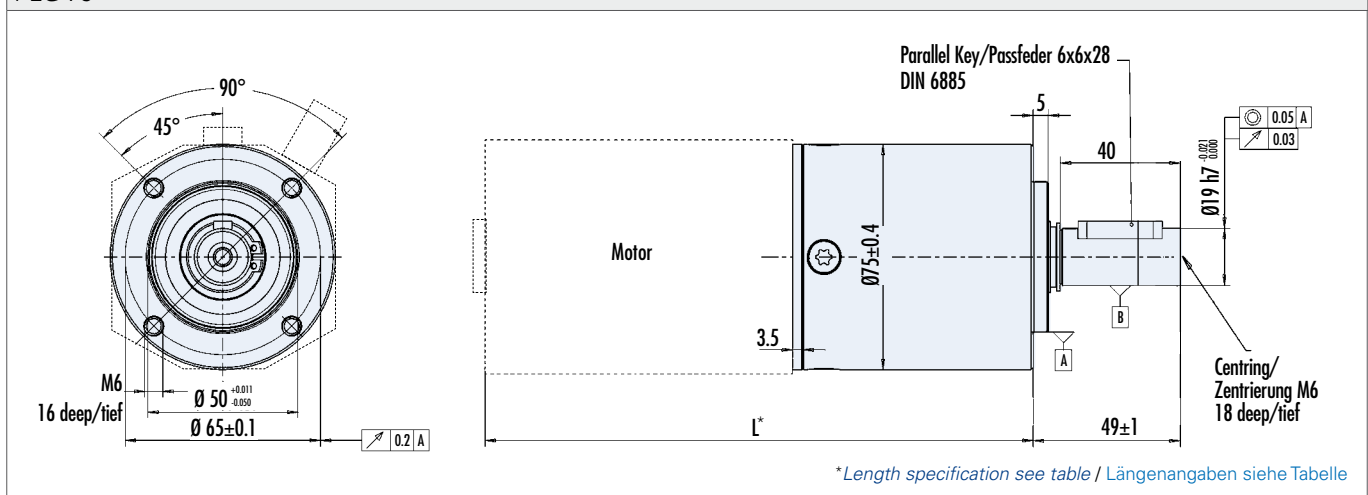 90°
45°
M6
16 deep/tief
Ø 50 +0.011 -0.050
Ø 65±0.1
0.2 A
Motor
3.5
Ø75±0.4
L*
Parallel Key/Passfeder 6x6x28
DIN 6885
5
40
0.05 A
0.03
Ø19 h7 -0.021 0.000
B
A
Centring/
Zentrierung M6
18 deep/tief
49±1
*Length specification see table / Längenangaben siehe Tabelle